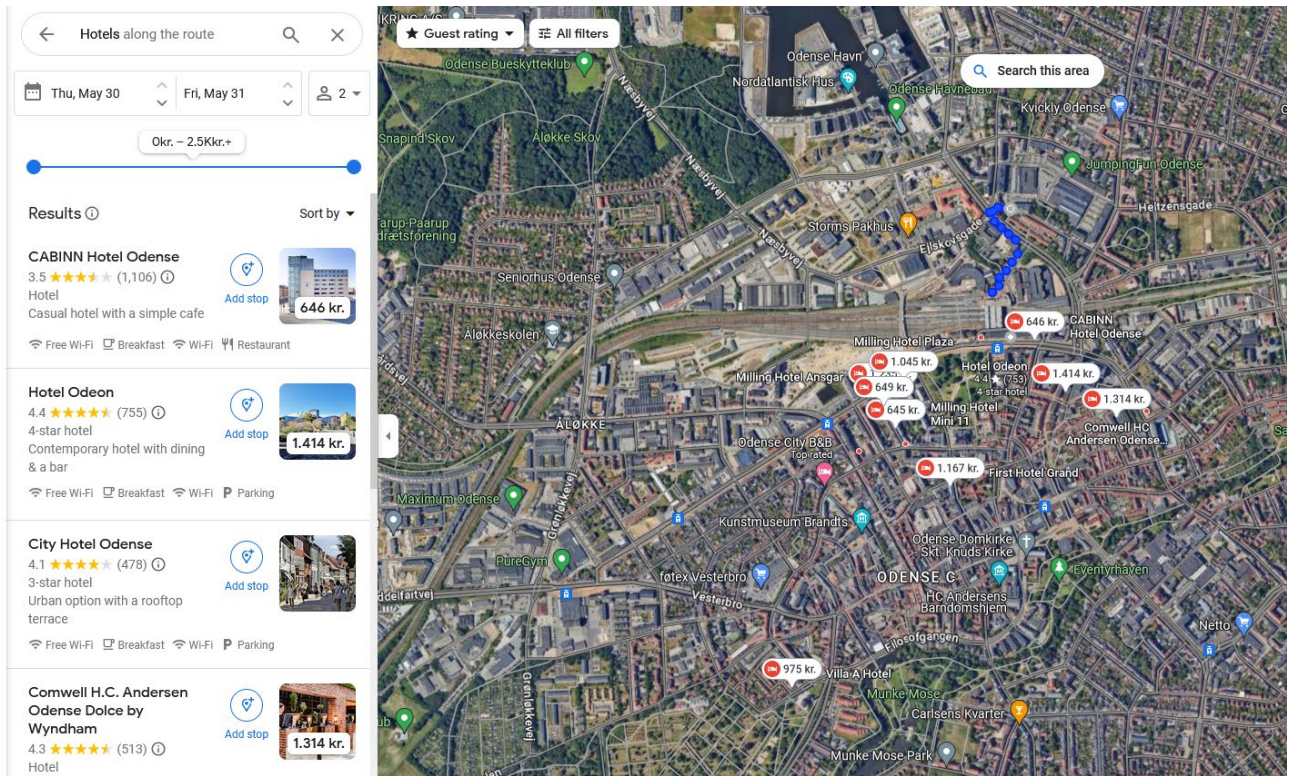 Hotels along the route
Thu, May 30
Fri, May 31
2
0kr. – 2.5Kkr.+
Results
Sort by
CABINN Hotel Odense
3.5 (1,106)
Hotel
Casual hotel with a simple cafe
Free Wi-Fi Breakfast Wi-Fi Restaurant
Add stop
646 kr.
Hotel Odeon
4.4 (755)
4-star hotel
Contemporary hotel with dining
& a bar
Free Wi-Fi Breakfast Wi-Fi Parking
Add stop
1.414 kr.
City Hotel Odense
4.1 (478)
3-star hotel
Urban option with a rooftop
terrace
Free Wi-Fi Breakfast Wi-Fi Parking
Add stop
Comwell H.C. Andersen
Odense Dolce by
Wyndham
4.3 (513)
Hotel
Add stop
1.314 kr.
Guest rating
All filters
Search this area
Odense Bueskytteklub
Odense Havn
Nordatlantisk Hus
Odense Havnebad
Kvickly Odense
Snapind Skov
Åløkke Skov
Næsbyvej
Næsbyvej
Næsbyvej
JumpingFun Odense
Heltzensgade
Tarup-Paarup
Idrætsforening
Storms Pakhus
Ejlskovsgade
Seniorhus Odense
Åløkkeskolen
646 kr.
CABINN
Hotel Odense
Milling Hotel Plaza
1.045 kr.
Milling Hotel Ansgar
649 kr.
645 kr.
Milling Hotel
Mini 11
Hotel Odeon
4.4 (753)
4-star hotel
1.414 kr.
1.314 kr.
Comwell HC
Andersen Odense...
ÅLØKKE
Odense City B&B
Top rated
1.167 kr.
First Hotel Grand
Maximum Odense
Grønløkkevej
Kunstmuseum Brandts
Odense Domkirke -
Skt. Knuds Kirke
PureGym
føtex Vesterbro
ODENSE C
Eventyrhaven
HC Andersens
Barndomshjem
Vesterbro
Netto
Filosofgangen
975 kr.
Villa A Hotel
Munke Mose
Grønløkkevej
Carlsens Kvarter
Munke Mose Park